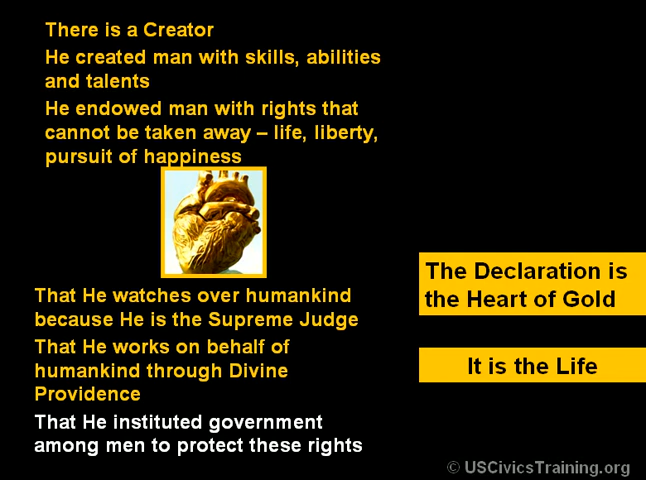 There is a Creator
He created man with skills, abilities
and talents
He endowed man with rights that
cannot be taken away – life, liberty,
pursuit of happiness
That He watches over humankind
because He is the Supreme Judge
That He works on behalf of
humankind through Divine
Providence
That He instituted government
among men to protect these rights
The Declaration is
the Heart of Gold
It is the Life
© USCivicsTraining.org